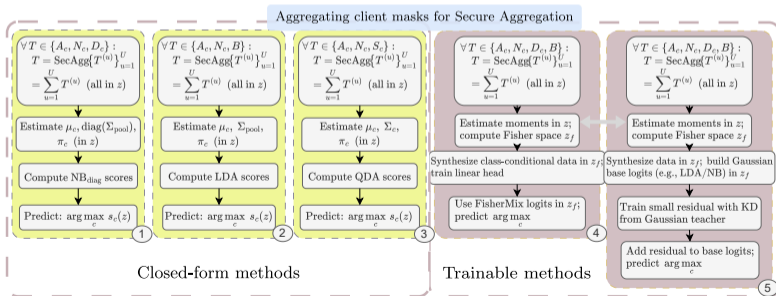 Aggregating client masks for Secure Aggregation
∀ T ∈ {A_c, N_c, D_c} :
T = SecAgg{T^(u)}_{u=1}^U
= ∑_{u=1}^U T^(u) (all in z)
Estimate μ_c, diag(Σ_pool),
π_c (in z)
Compute NB_diag scores
Predict: arg max_c s_c(z)
1
∀ T ∈ {A_c, N_c, B} :
T = SecAgg{T^(u)}_{u=1}^U
= ∑_{u=1}^U T^(u) (all in z)
Estimate μ_c, Σ_pool,
π_c (in z)
Compute LDA scores
Predict: arg max_c s_c(z)
2
∀ T ∈ {A_c, N_c, S_c} :
T = SecAgg{T^(u)}_{u=1}^U
= ∑_{u=1}^U T^(u) (all in z)
Estimate μ_c, Σ_c,
π_c (in z)
Compute QDA scores
Predict: arg max_c s_c(z)
3
Closed-form methods
∀ T ∈ {A_c, N_c, B} :
T = SecAgg{T^(u)}_{u=1}^U
= ∑_{u=1}^U T^(u) (all in z)
Estimate moments in z;
compute Fisher space z_f
Synthesize class-conditional data in z_f;
train linear head
Use FisherMix logits in z_f;
predict arg max_c
4
∀ T ∈ {A_c, N_c, D_c, B} :
T = SecAgg{T^(u)}_{u=1}^U
= ∑_{u=1}^U T^(u) (all in z)
Estimate moments in z;
compute Fisher space z_f
Synthesize data in z_f; build Gaussian
base logits (e.g., LDA/NB) in z_f
Train small residual with KD
from Gaussian teacher
Add residual to base logits;
predict arg max_c
5
Trainable methods